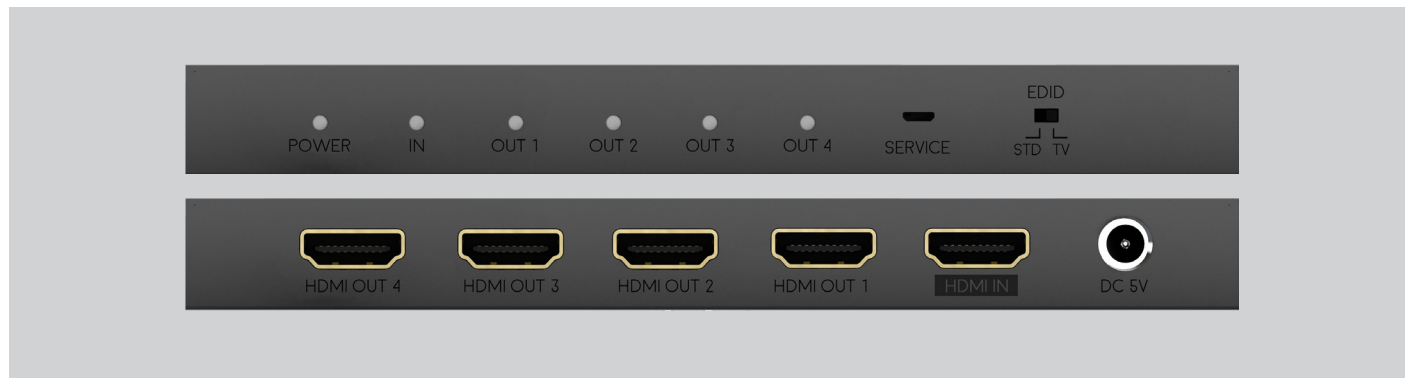 EDID
POWER IN OUT 1 OUT 2 OUT 3 OUT 4 SERVICE STD TV
HDMI OUT 4 HDMI OUT 3 HDMI OUT 2 HDMI OUT 1 HDMI IN DC 5V